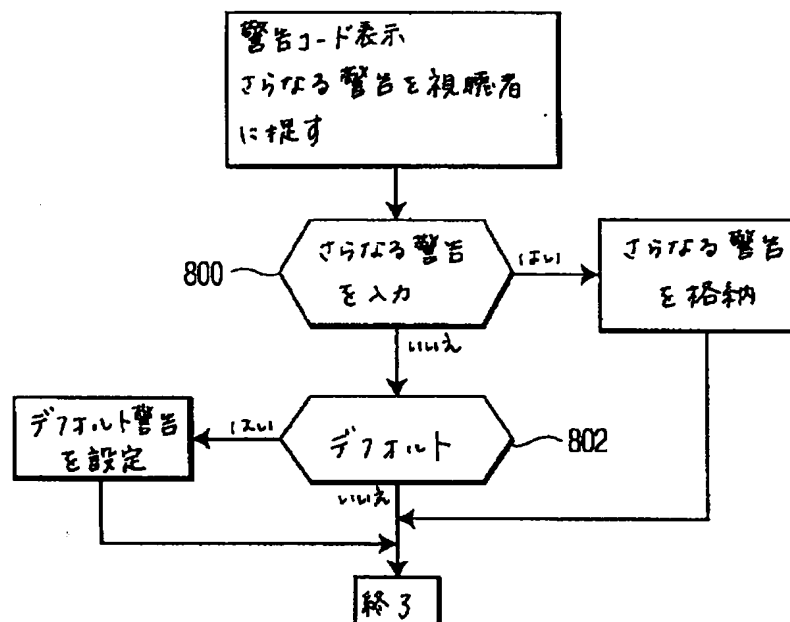 警告コード表示
さらなる警告を視聴者
に促す
800
さらなる警告
を入力
はい
さらなる警告
を格納
いいえ
デフォルト警告
を設定
はい
デフォルト
802
いいえ
終了